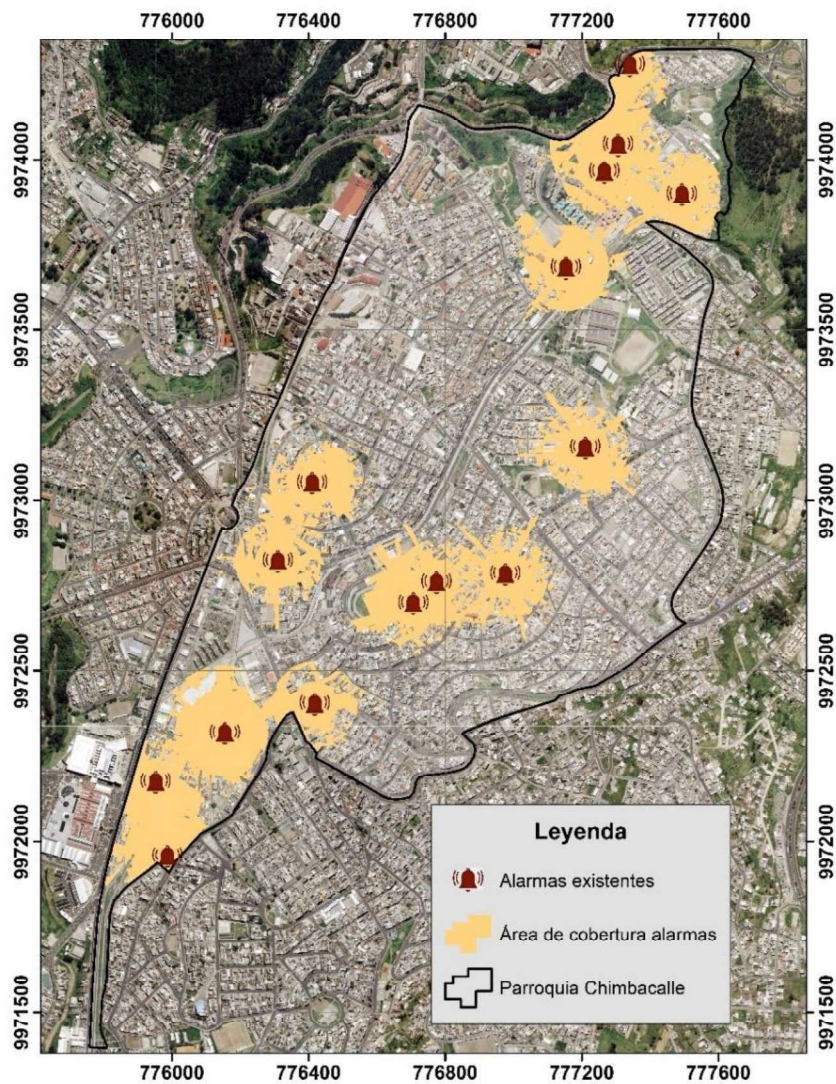 776000 776400 776800 777200 777600
9974000 9974000
9973500 9973500
9973000 9973000
9972500 9972500
9972000 9972000
9971500 9971500
Leyenda
Alarmas existentes
Área de cobertura alarmas
Parroquia Chimbacalle
776000 776400 776800 777200 777600